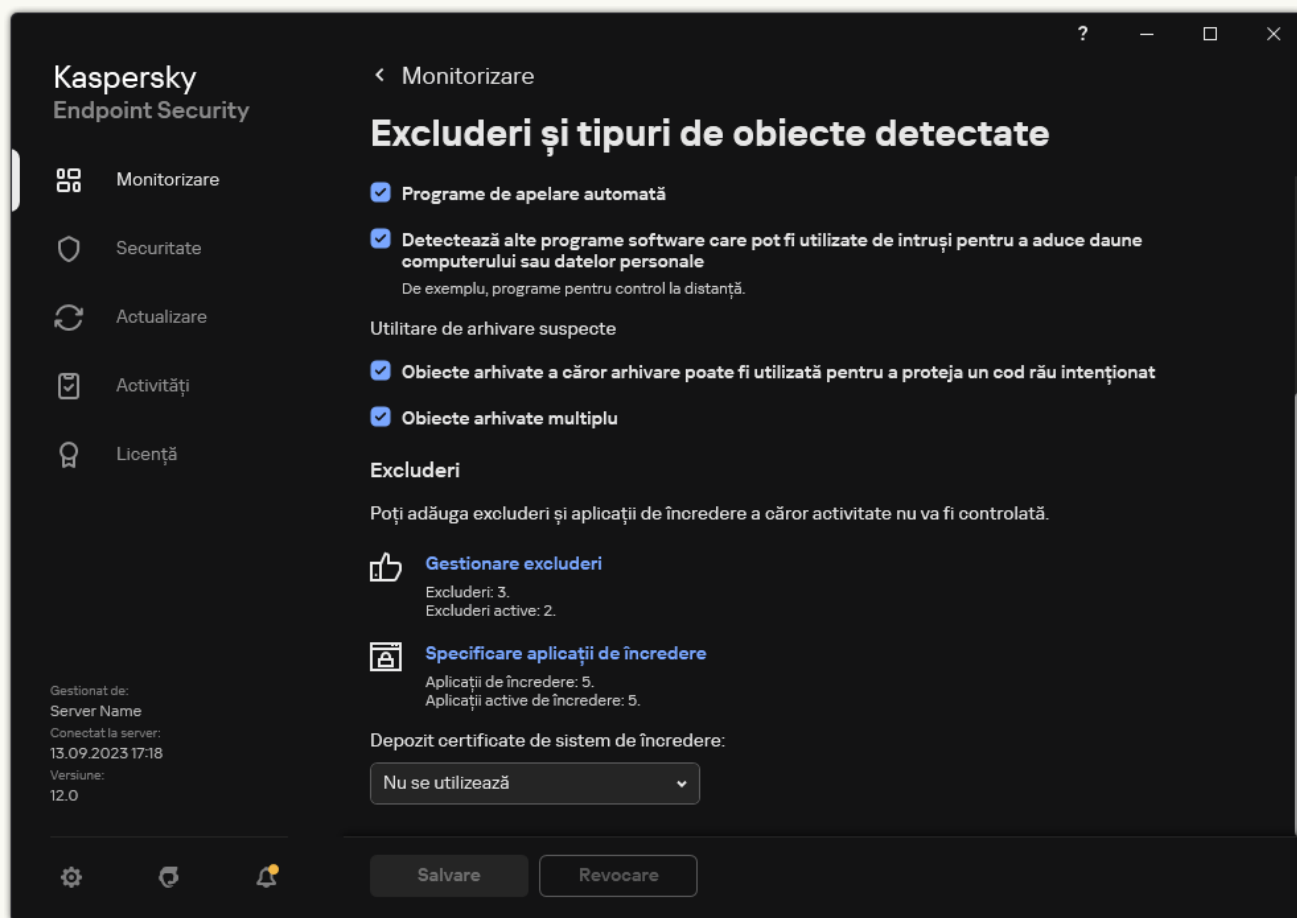 ?
Kaspersky
Endpoint Security
Monitorizare
Securitate
Actualizare
Activități
Licență
Gestionat de:
Server Name
Conectat la server:
13.09.2023 17:18
Versiune:
12.0
Monitorizare
Excluderi și tipuri de obiecte detectate
Programe de apelare automată
Detectează alte programe software care pot fi utilizate de intruși pentru a aduce daune
computerului sau datelor personale
De exemplu, programe pentru control la distanță.
Utilitare de arhivare suspecte
Obiecte arhivate a căror arhivare poate fi utilizată pentru a proteja un cod rău intenționat
Obiecte arhivate multiplu
Excluderi
Poți adăuga excluderi și aplicații de încredere a căror activitate nu va fi controlată.
Gestionare excluderi
Excluderi: 3.
Excluderi active: 2.
Specificare aplicații de încredere
Aplicații de încredere: 5.
Aplicații active de încredere: 5.
Depozit certificate de sistem de încredere:
Nu se utilizează
Salvare
Revocare